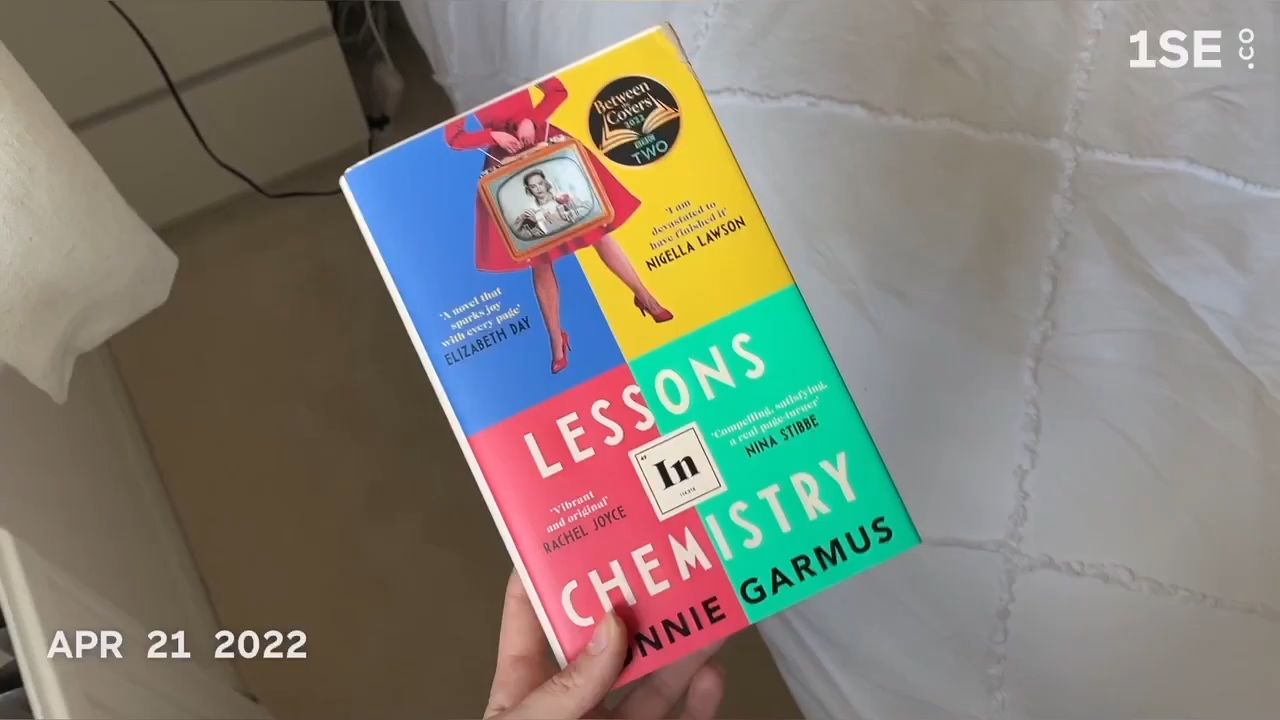 1SE
.CO
Between
the
Covers
2022
BBC
TWO
'I am
devastated to
have finished it'
NIGELLA LAWSON
'A novel that
sparks joy
with every page'
ELIZABETH DAY
LESSONS
'Compelling, satisfying,
a real page-turner'
NINA STIBBE
49
In
'Vibrant
and original'
RACHEL JOYCE
CHEMISTRY
NNIE GARMUS
APR 21 2022